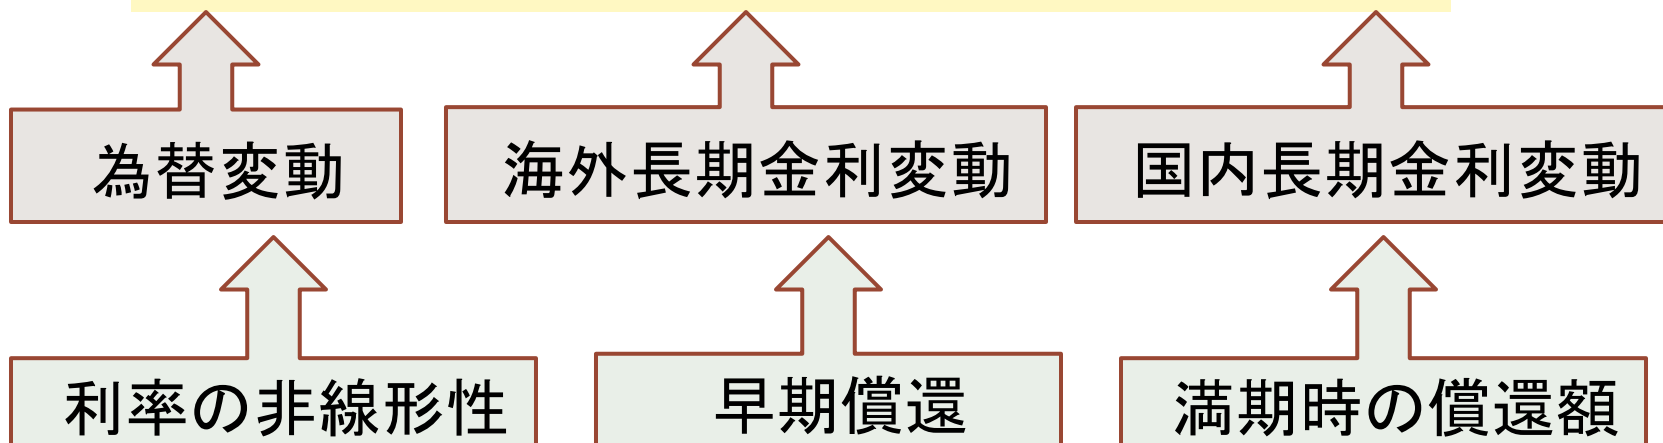 為替変動
海外長期金利変動
国内長期金利変動
利率の非線形性
早期償還
満期時の償還額